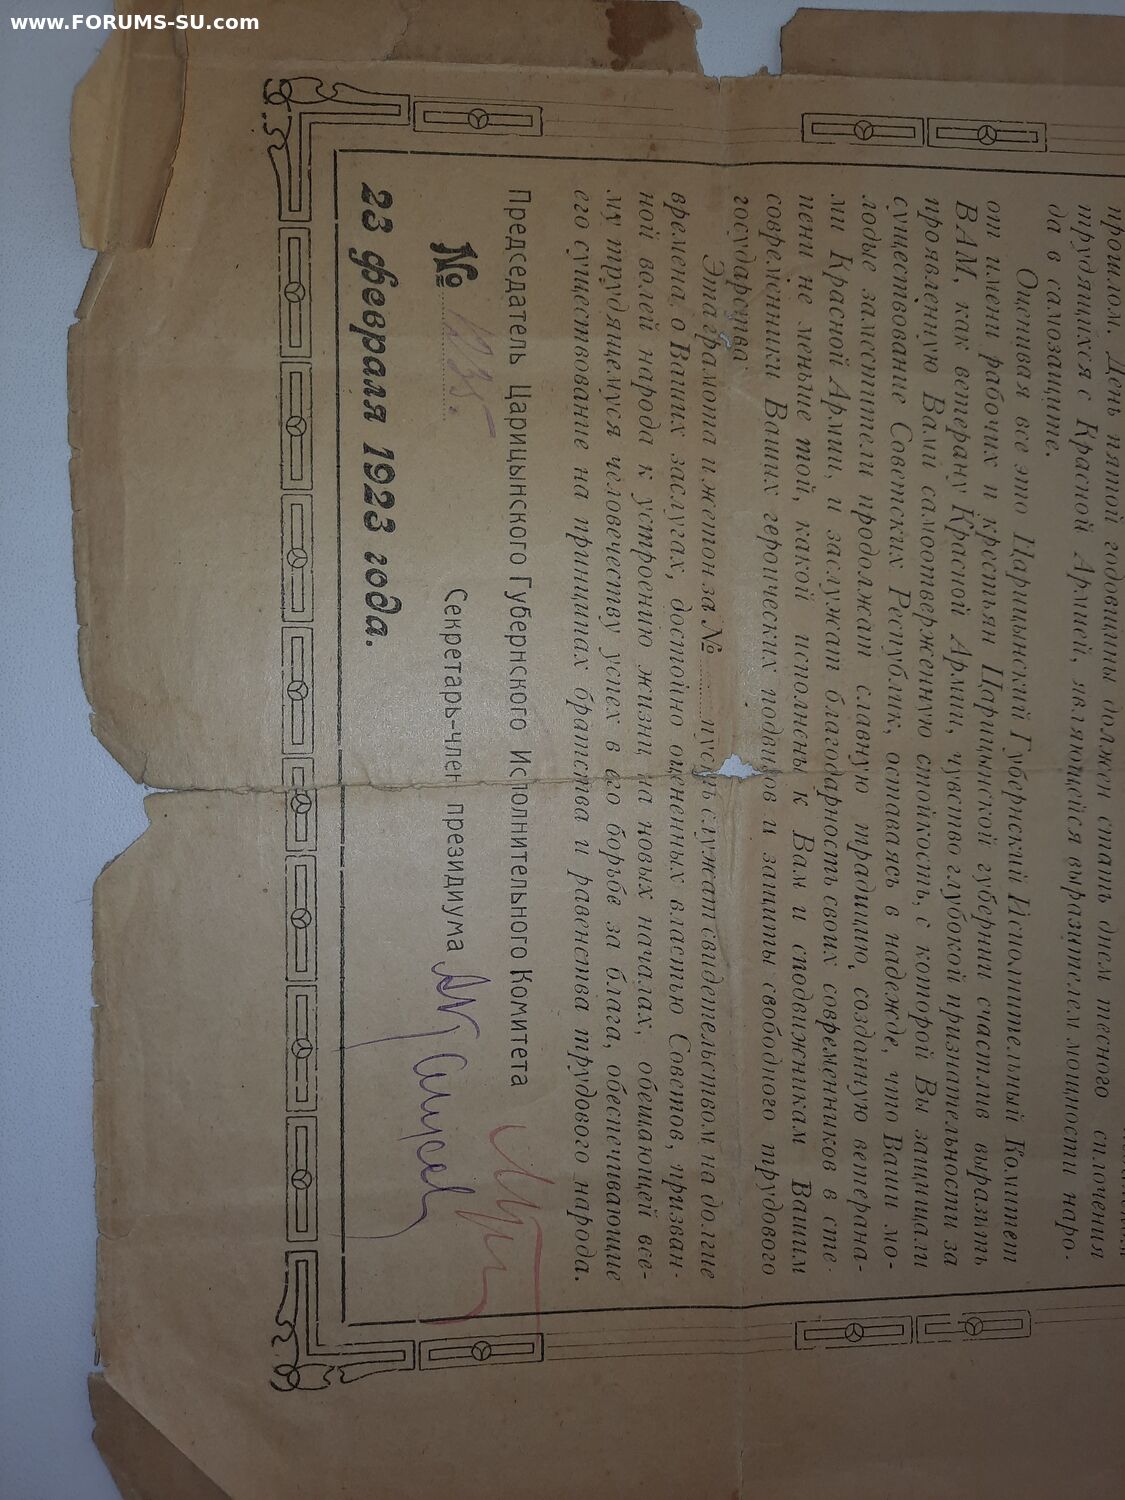 www.FORUMS-SU.com
прошлом. День пятой годовщины должен стать днем тесного сплочения
трудящихся с Красной Армией, являющейся выразителем мощности наро-
да в самозащите.
Оценивая все это Царицынский Губернский Исполнительный Комитет
от имени рабочих и крестьян Царицынской губернии счастлив выразить
ВАМ, как ветерану Красной Армии, чувство глубокой признательности за
проявленную Вами самоотверженную стойкость, с которой Вы защищали
существование Советских Республик, оставаясь в надежде, что Ваши мо-
лодые заместители продолжат славную традицию, созданную ветерана-
ми Красной Армии, и заслужат благодарность своих современников в сте-
пени не меньше той, какой исполнены к Вам и сподвижникам Вашим
современники Ваших героических подвигов и защиты свободного трудового
государства
Эта грамота и жетон за № ........ пусть служат свидетельством на долгие
времена, о Ваших заслугах, достойно оцененных властью Советов, призван-
ной волей народа к устроению жизни на новых началах, обещающей все-
му трудящемуся человечеству успех в его борьбе за блага, обеспечивающие
его существование на принципах братства и равенства трудового народа.
Председатель Царицынского Губернского Исполнительного Комитета
Секретарь-член президиума
№
23 февраля 1923 года.